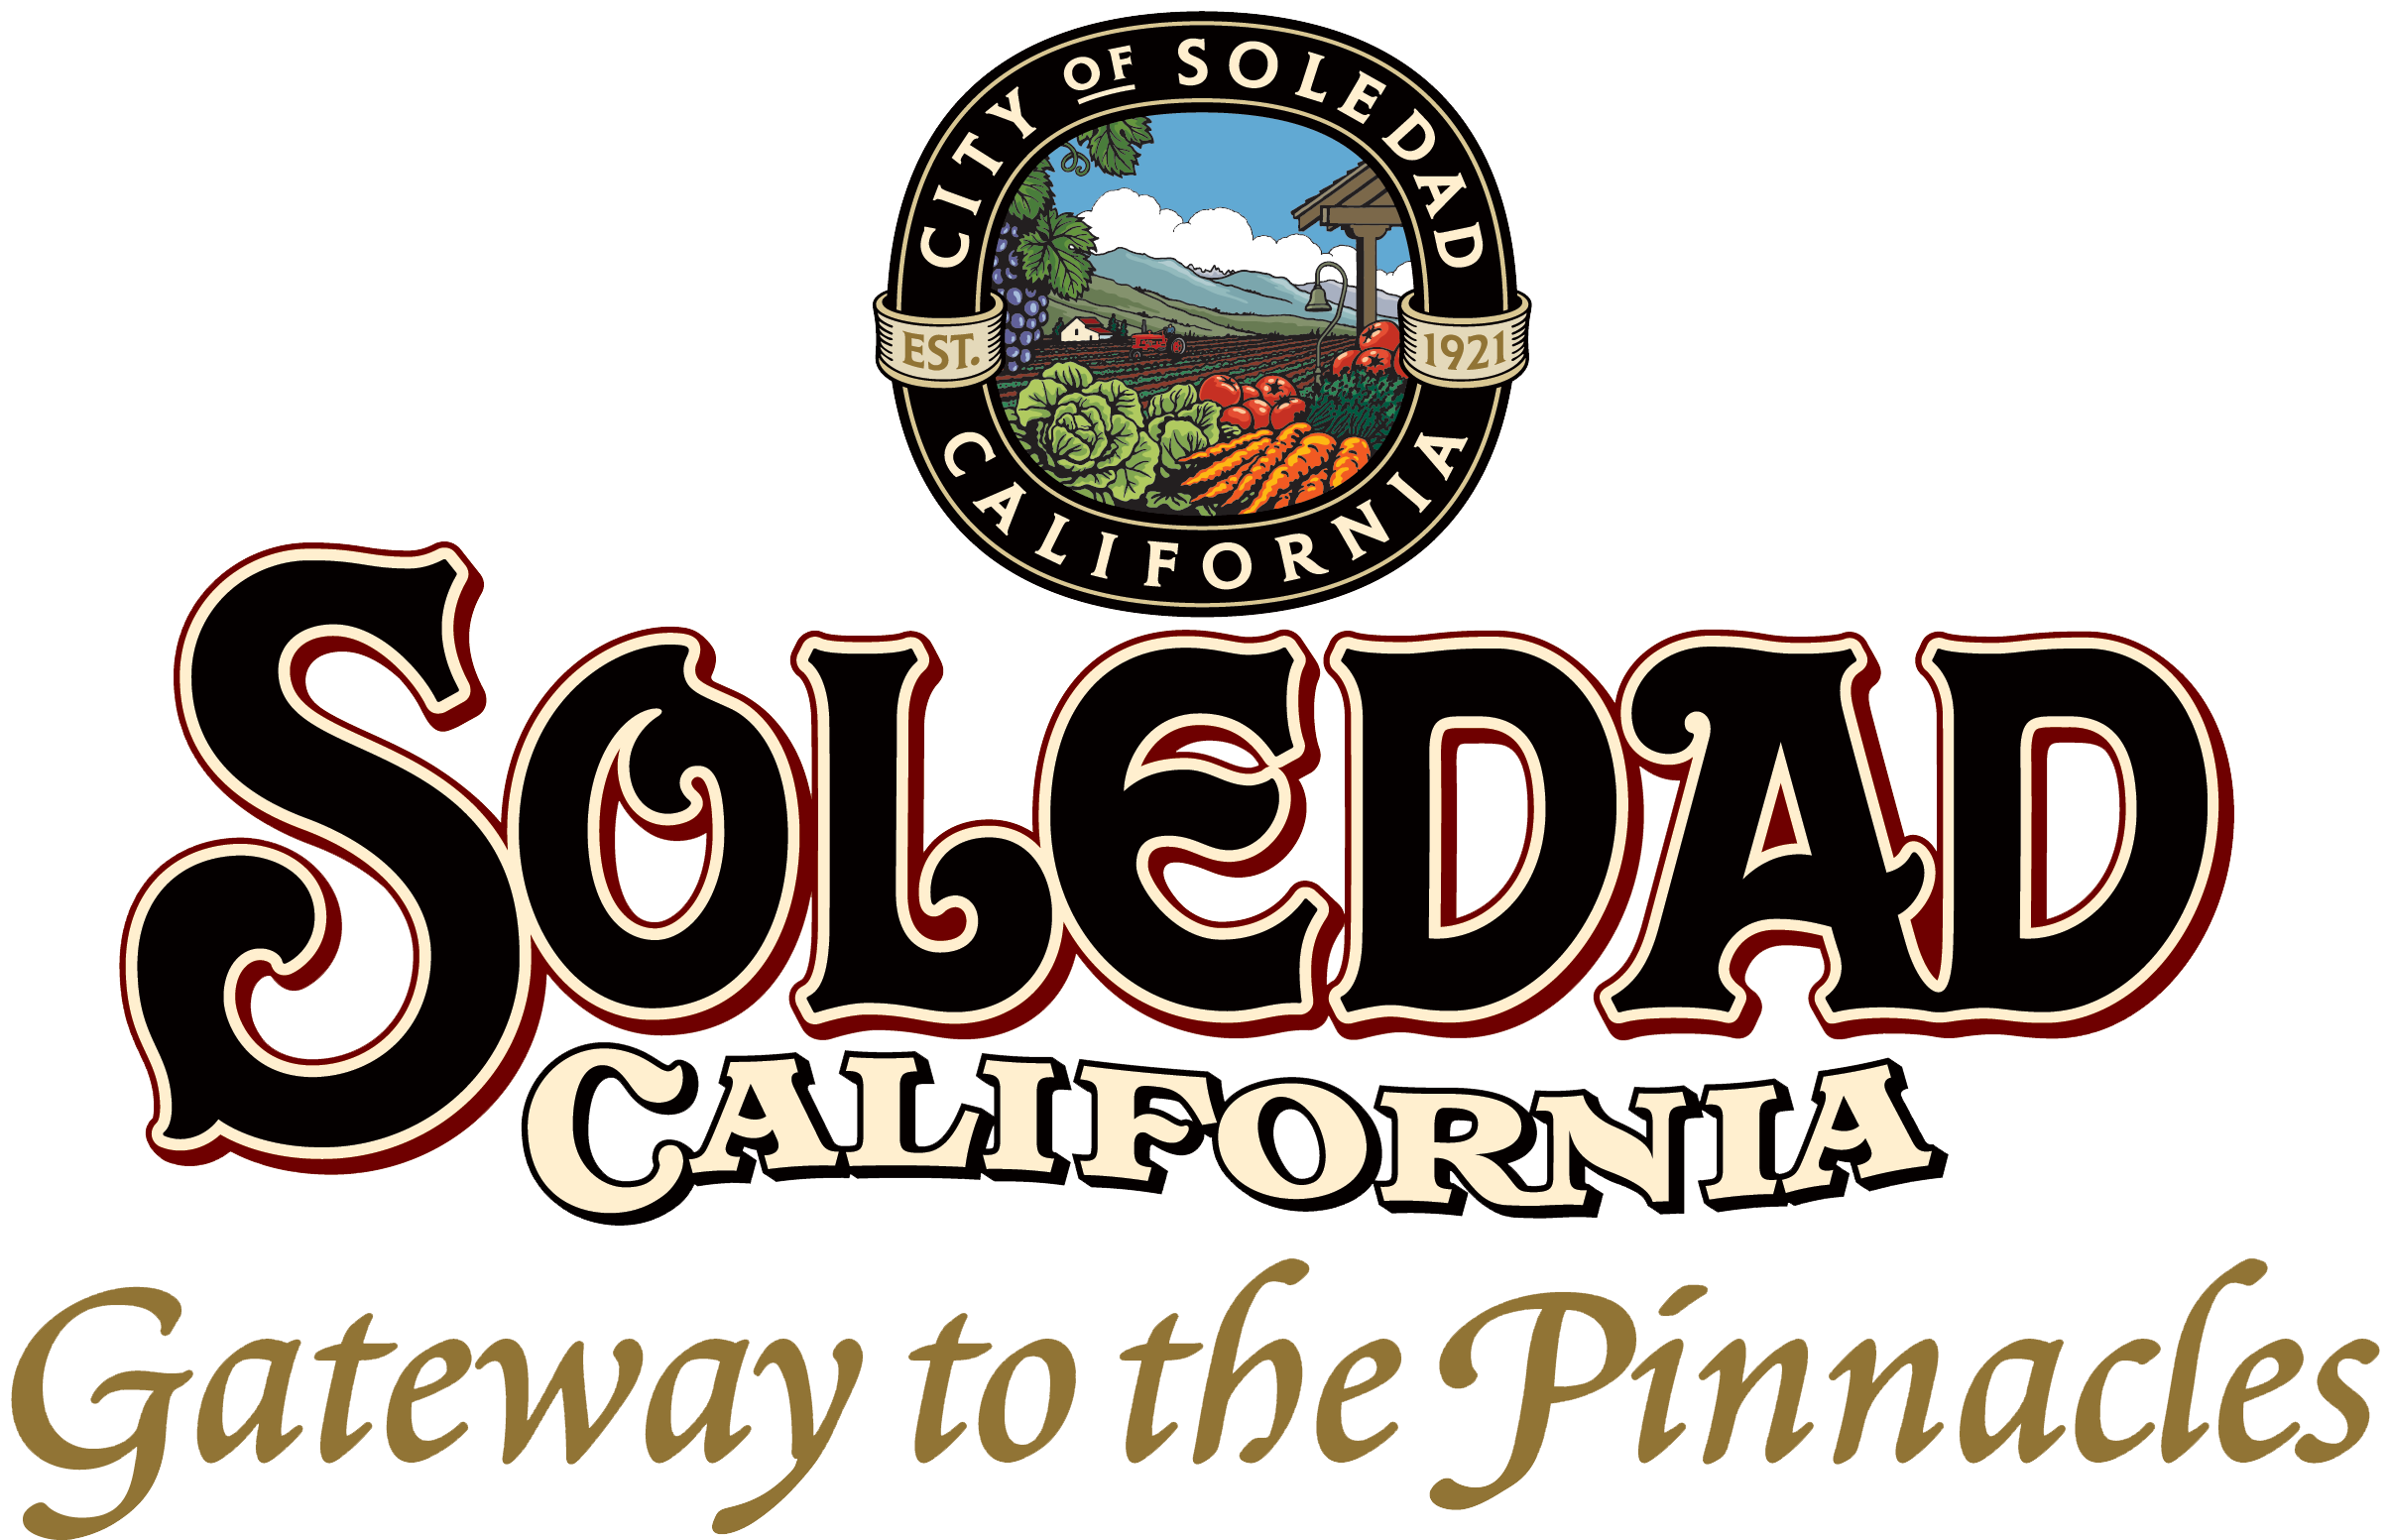 CITY OF SOLEDAD
EST. 1921
CALIFORNIA
SOLEDAD
CALIFORNIA
Gateway to the Pinnacles